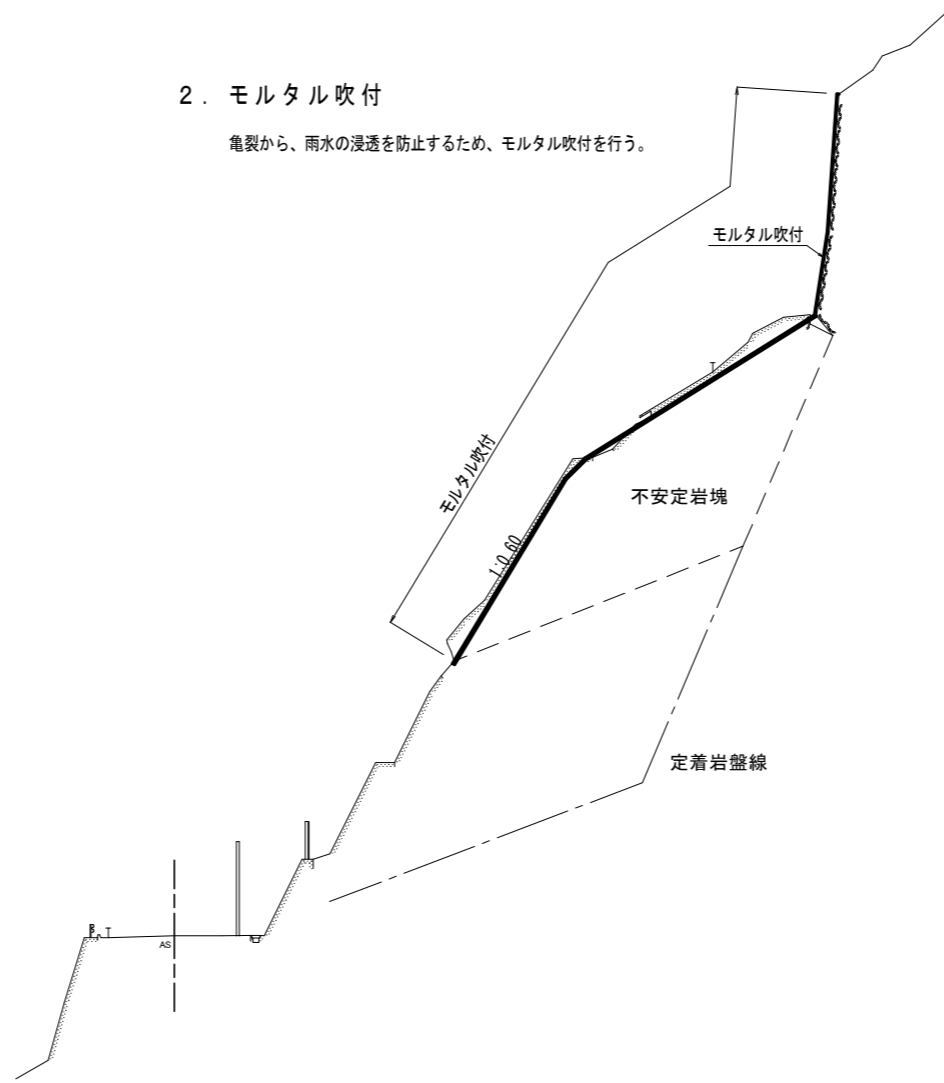 2. モルタル吹付
亀裂から、雨水の浸透を防止するため、モルタル吹付を行う。
モルタル吹付
モルタル吹付
1:0.60
不安定岩塊
定着岩盤線
AS